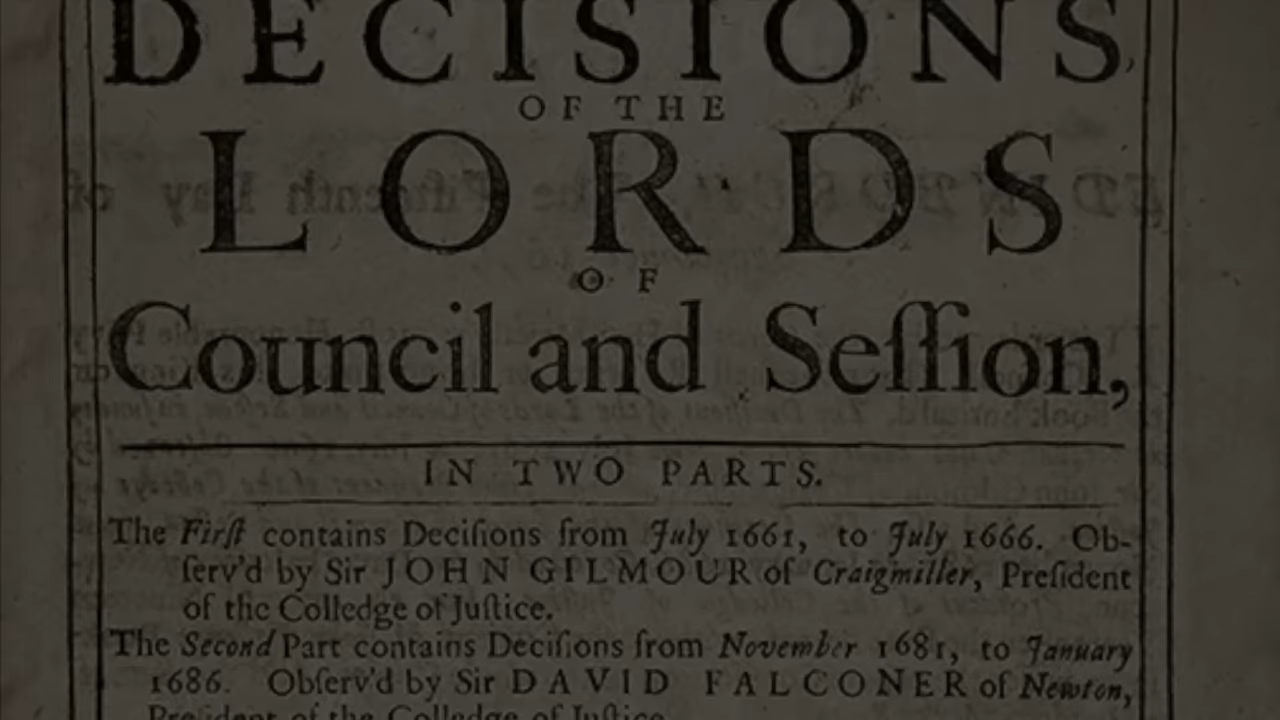 DECISIONS,
OF THE
LORDS
OF
Council and Seſſion,
IN TWO PARTS.
The Firſt contains Deciſions from July 1661, to July 1666. Ob-
ſerv'd by Sir JOHN GILMOUR of Craigmiller, Preſident
of the Colledge of Juſtice.
The Second Part contains Deciſions from November 1681, to January
1686. Obſerv'd by Sir DAVID FALCONER of Newton,
Preſident of the Colledge of Juſtice.